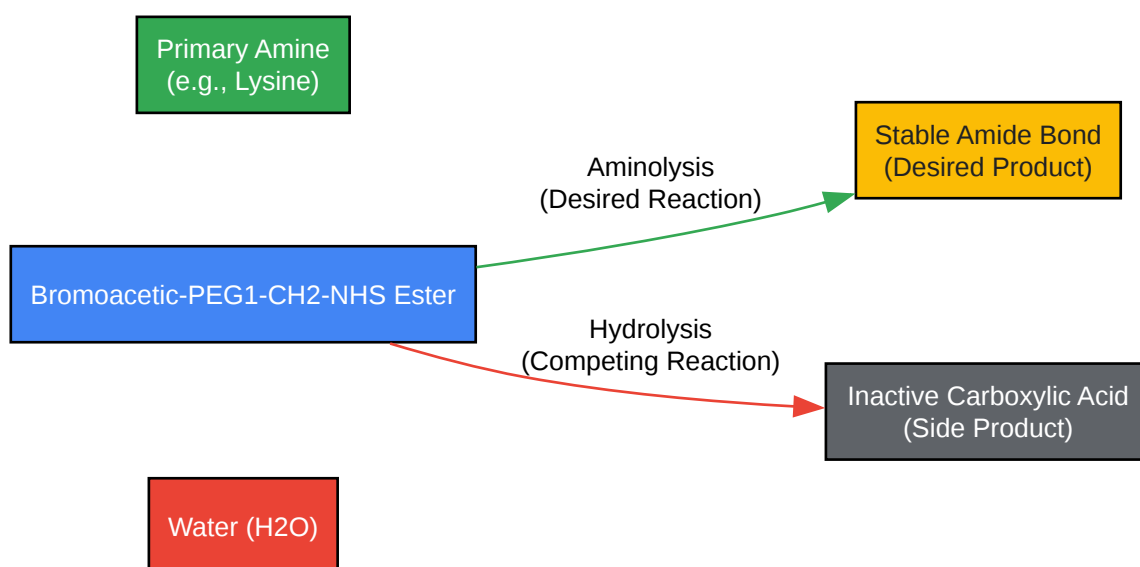 Primary Amine
(e.g., Lysine)
Stable Amide Bond
(Desired Product)
Aminolysis
(Desired Reaction)
Bromoacetic-PEG1-CH2-NHS Ester
Hydrolysis
(Competing Reaction)
Inactive Carboxylic Acid
(Side Product)
Water (H2O)